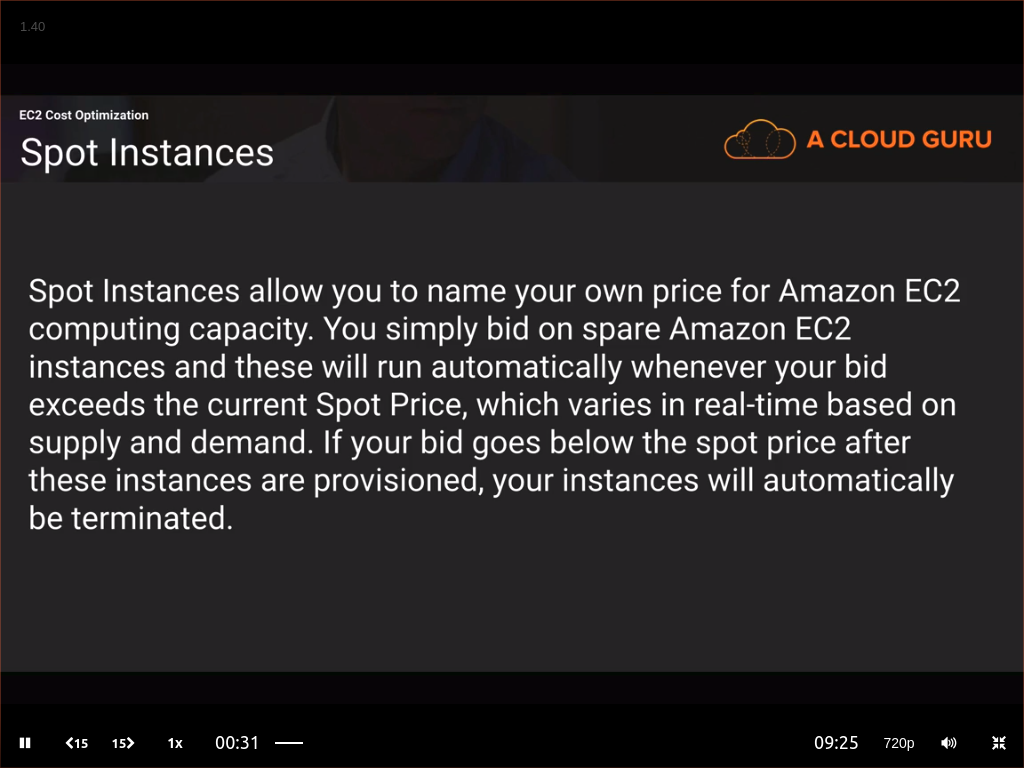 1.40
EC2 Cost Optimization
Spot Instances
A CLOUD GURU
Spot Instances allow you to name your own price for Amazon EC2
computing capacity. You simply bid on spare Amazon EC2
instances and these will run automatically whenever your bid
exceeds the current Spot Price, which varies in real-time based on
supply and demand. If your bid goes below the spot price after
these instances are provisioned, your instances will automatically
be terminated.
15 15 1x 00:31 09:25 720p